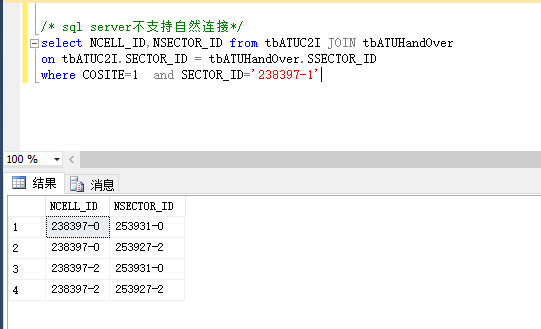 /* sql server不支持自然连接*/
select NCELL_ID,NSECTOR_ID from tbATUC2I JOIN tbATUHandOver
on tbATUC2I.SECTOR_ID = tbATUHandOver.SSECTOR_ID
where COSITE=1  and SECTOR_ID='238397-1'
100 %
结果 消息
NCELL_ID NSECTOR_ID
1 238397-0 253931-0
2 238397-0 253927-2
3 238397-2 253931-0
4 238397-2 253927-2